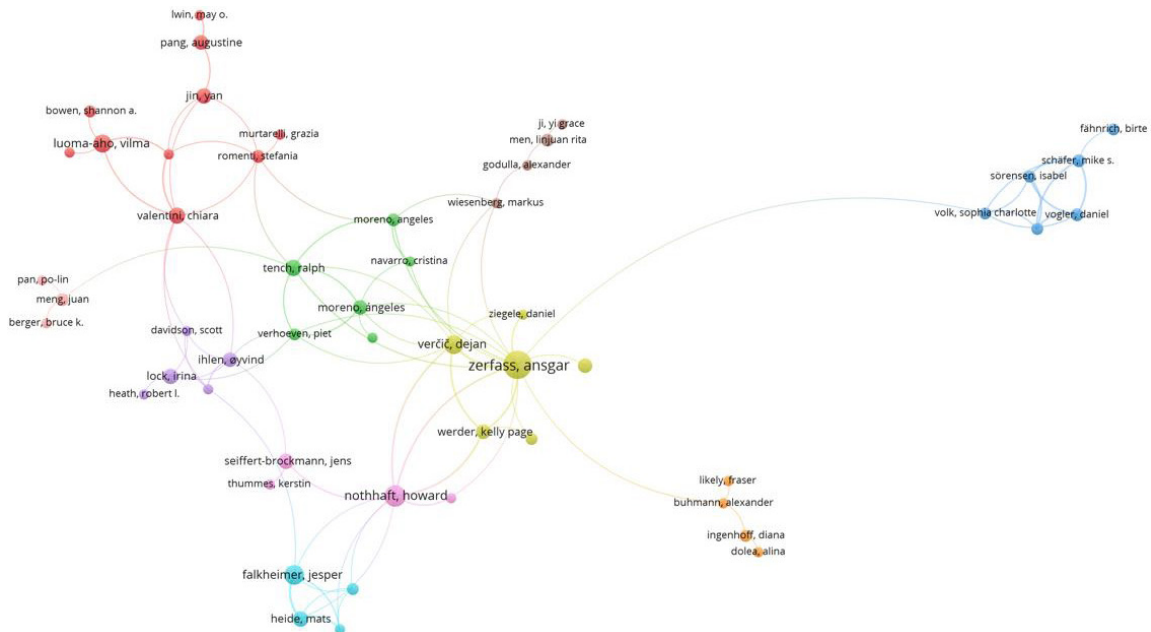 lwin, may o.
pang, augustine
jin, yan
bowen, shannon a.
luoma-aho, vilma
murtarelli, grazia
romenti, stefania
valentini, chiara
ji, yi grace
men, linjuan rita
godulla, alexander
wiesenberg, markus
fähnrich, birte
schäfer, mike s.
sörensen, isabel
volk, sophia charlotte
vogler, daniel
moreno, angeles
navarro, cristina
tench, ralph
moreno, ángeles
verhoeven, piet
pan, po-lin
meng, juan
berger, bruce k.
davidson, scott
ihlen, øyvind
lock, irina
heath, robert l.
ziegele, daniel
verčič, dejan
zerfass, ansgar
werder, kelly page
seiffert-brockmann, jens
thummes, kerstin
nothhaft, howard
likely, fraser
buhmann, alexander
ingenhoff, diana
dolea, alina
falkheimer, jesper
heide, mats